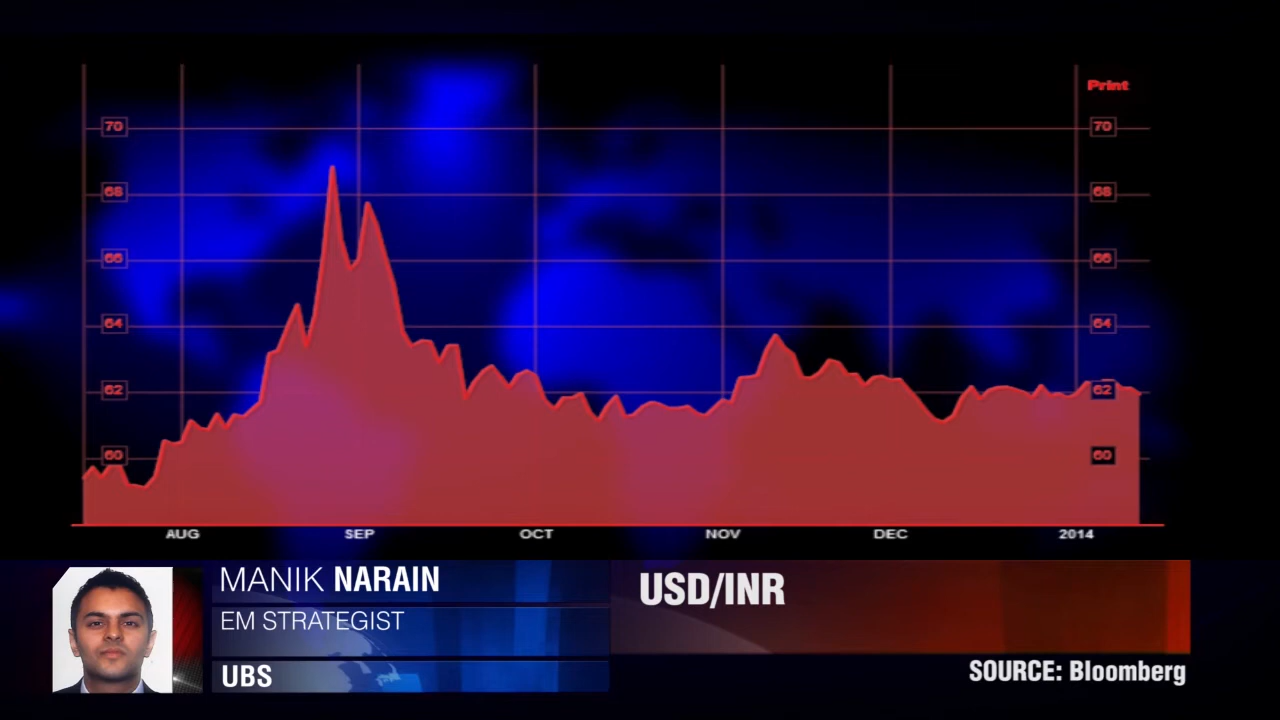 Print
70
70
68
68
66
66
64
64
62
62
60
60
AUG SEP OCT NOV DEC 2014
MANIK NARAIN
EM STRATEGIST
UBS
USD/INR
SOURCE: Bloomberg